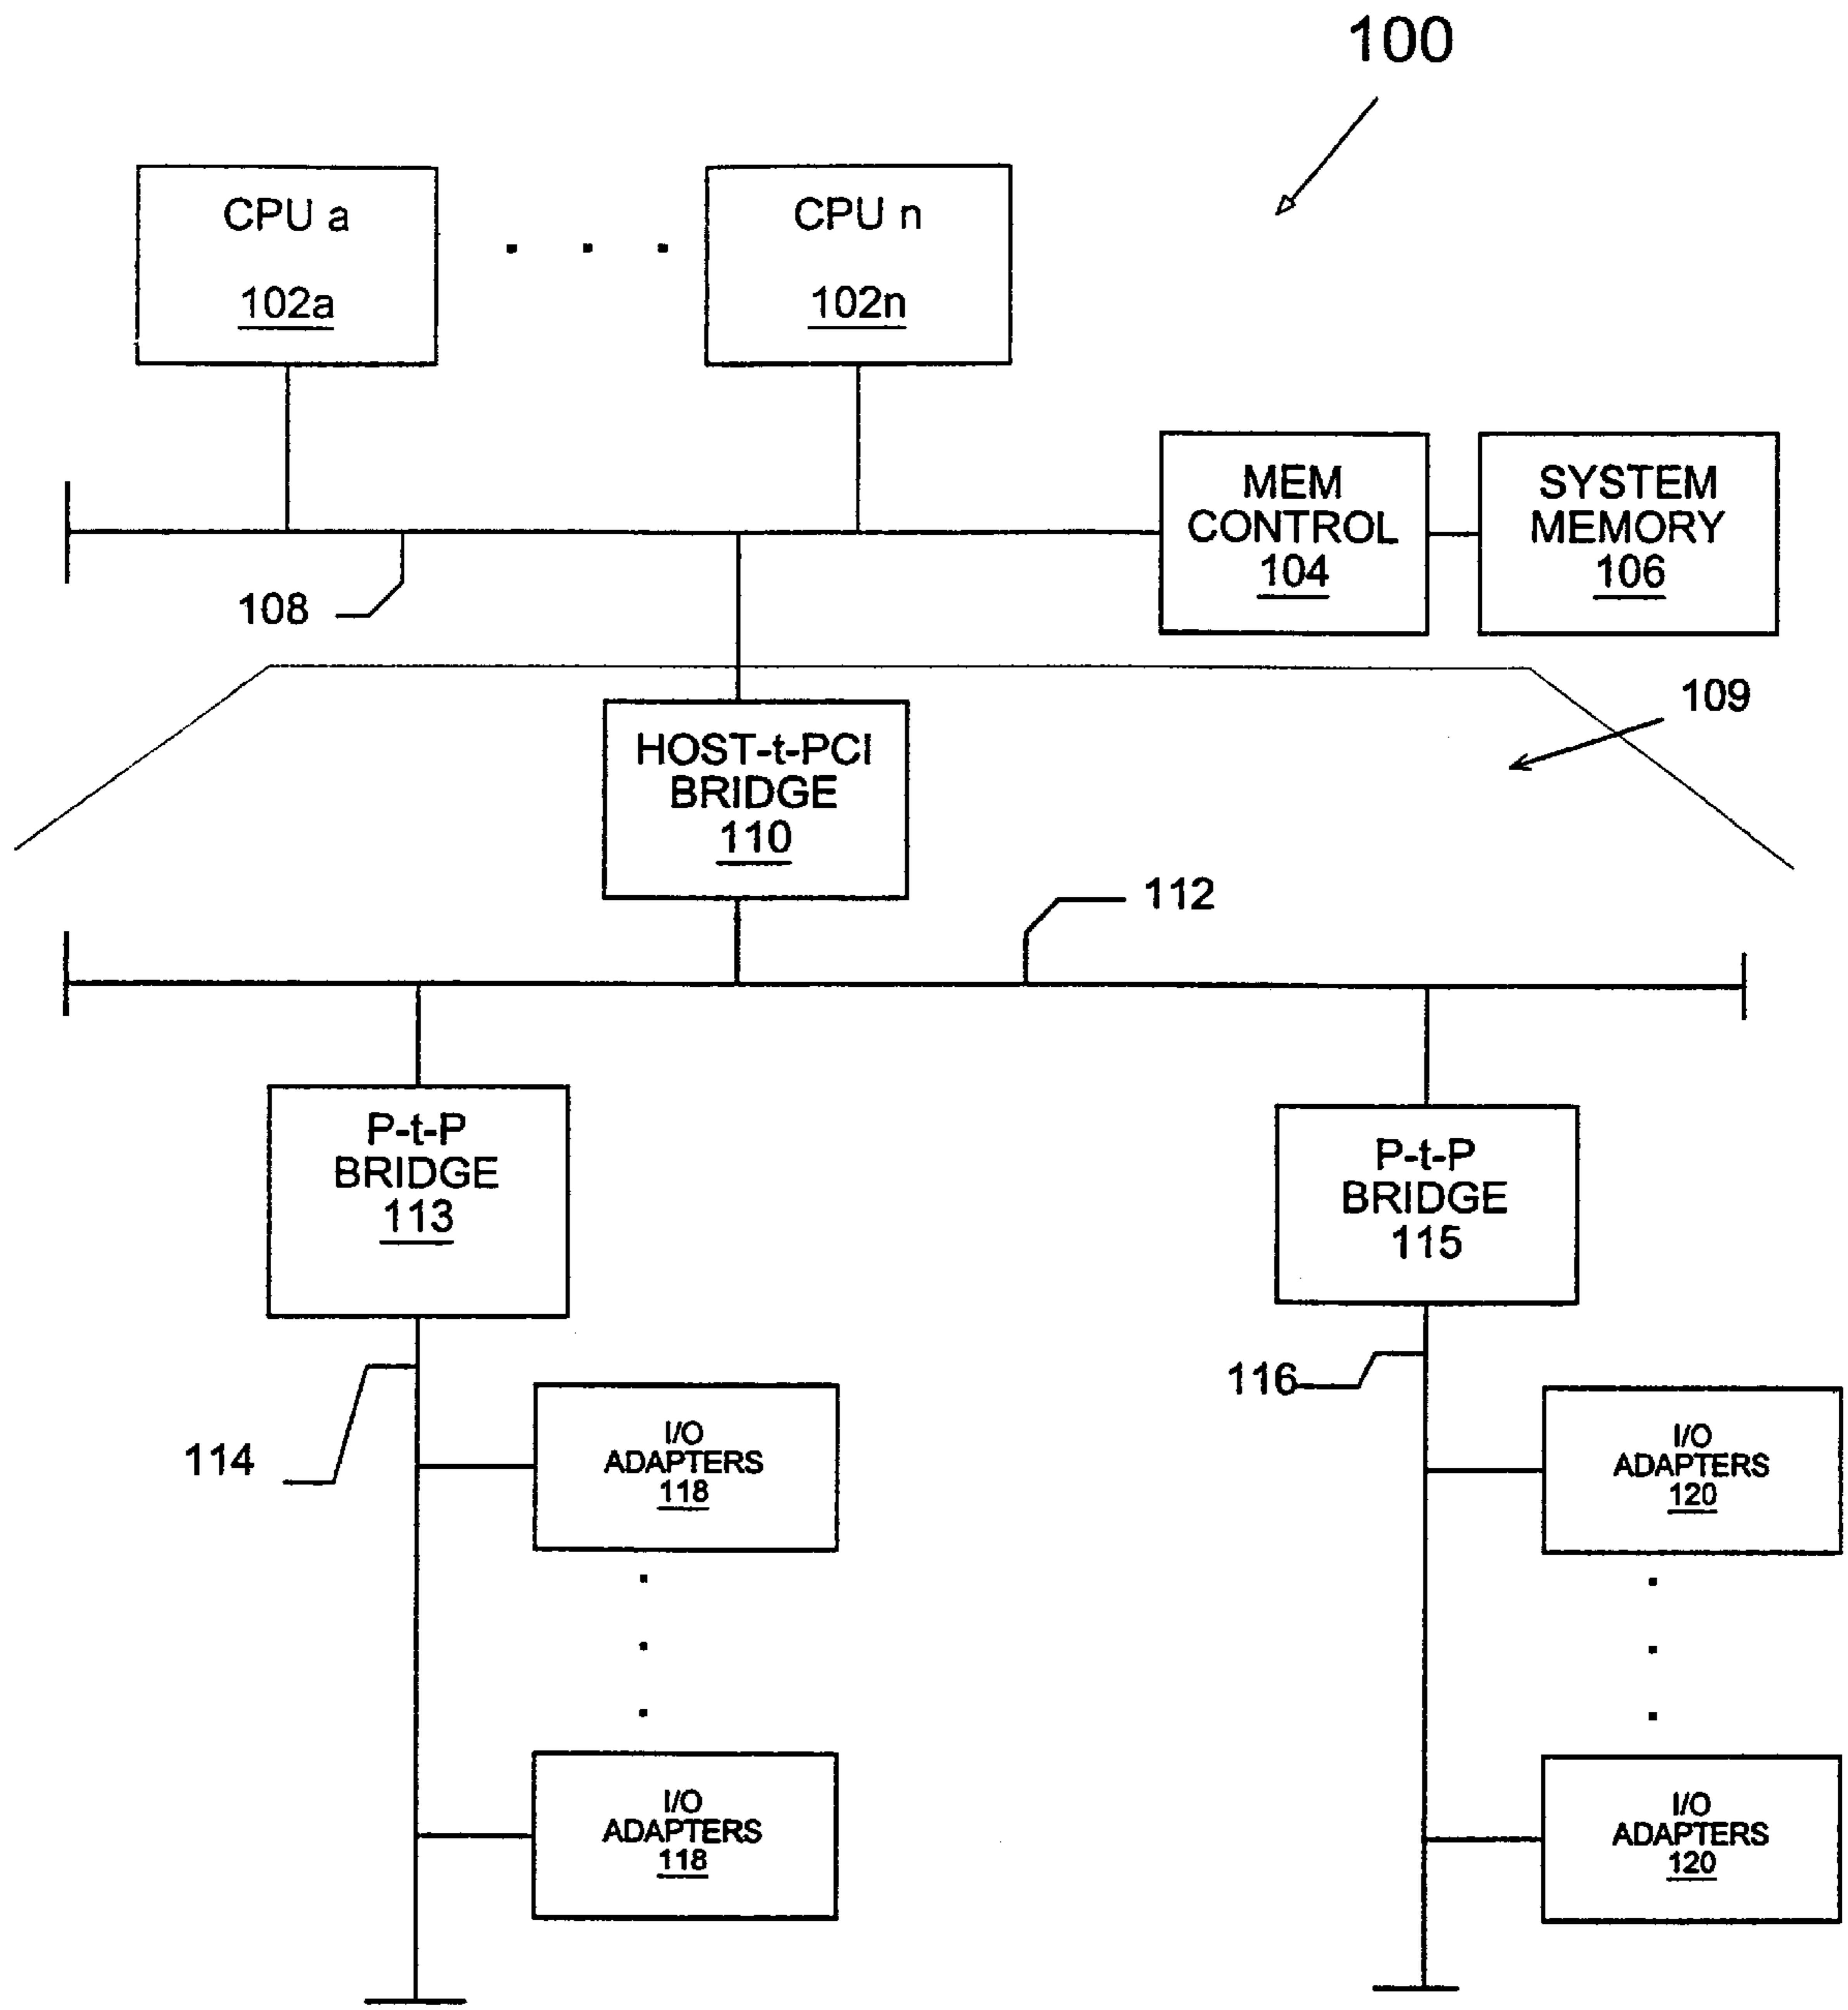 100
CPU a
102a
CPU n
102n
MEM
CONTROL
104
SYSTEM
MEMORY
106
108
109
HOST-t-PCI
BRIDGE
110
112
P-t-P
BRIDGE
113
P-t-P
BRIDGE
115
114
116
I/O
ADAPTERS
118
I/O
ADAPTERS
120
I/O
ADAPTERS
118
I/O
ADAPTERS
120